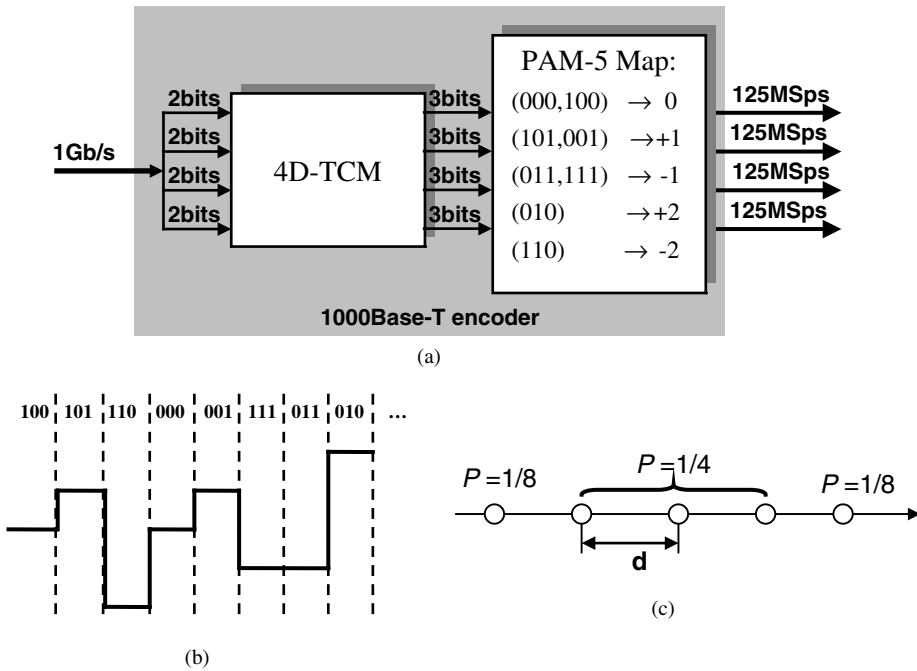 1Gb/s
2bits
2bits
2bits
2bits
4D-TCM
3bits
3bits
3bits
3bits
PAM-5 Map:
(000,100) → 0
(101,001) →+1
(011,111) → -1
(010) →+2
(110) → -2
125MSps
125MSps
125MSps
125MSps
1000Base-T encoder
(a)
100 101 110 000 001 111 011 010 ...
(b)
P =1/8
P =1/4
P =1/8
d
(c)